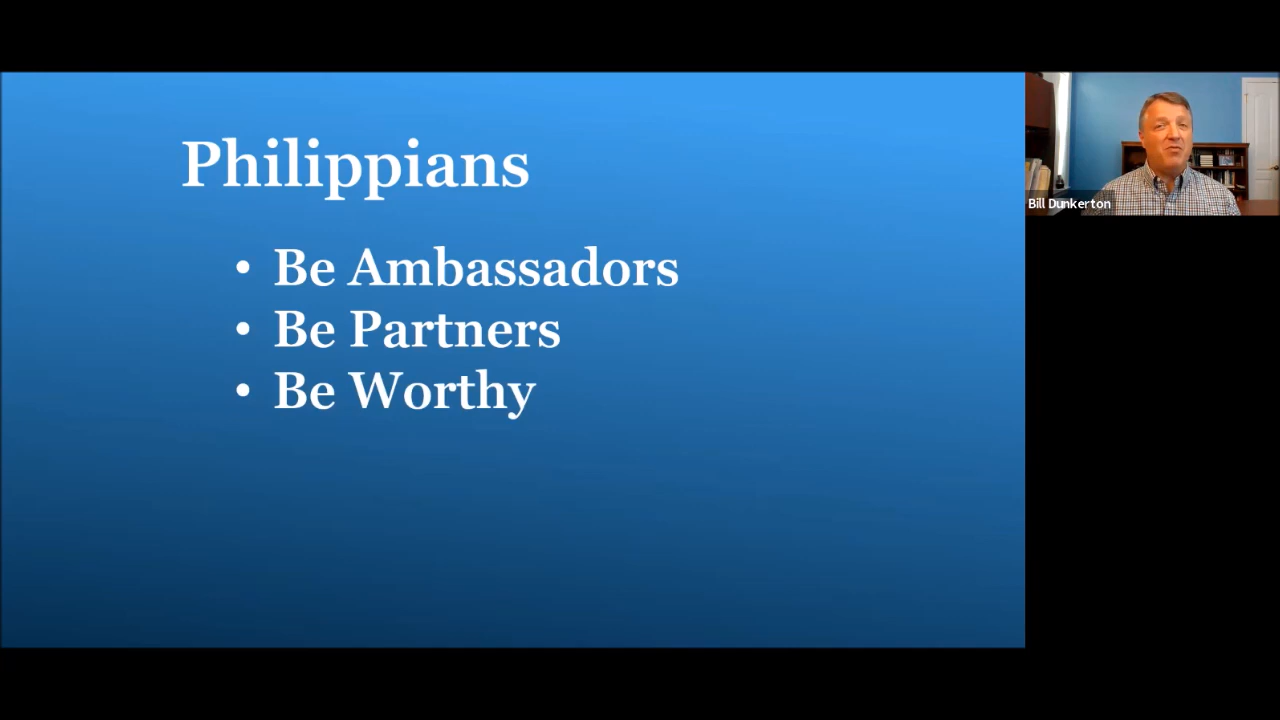 Philippians
• Be Ambassadors
• Be Partners
• Be Worthy
Bill Dunkerton